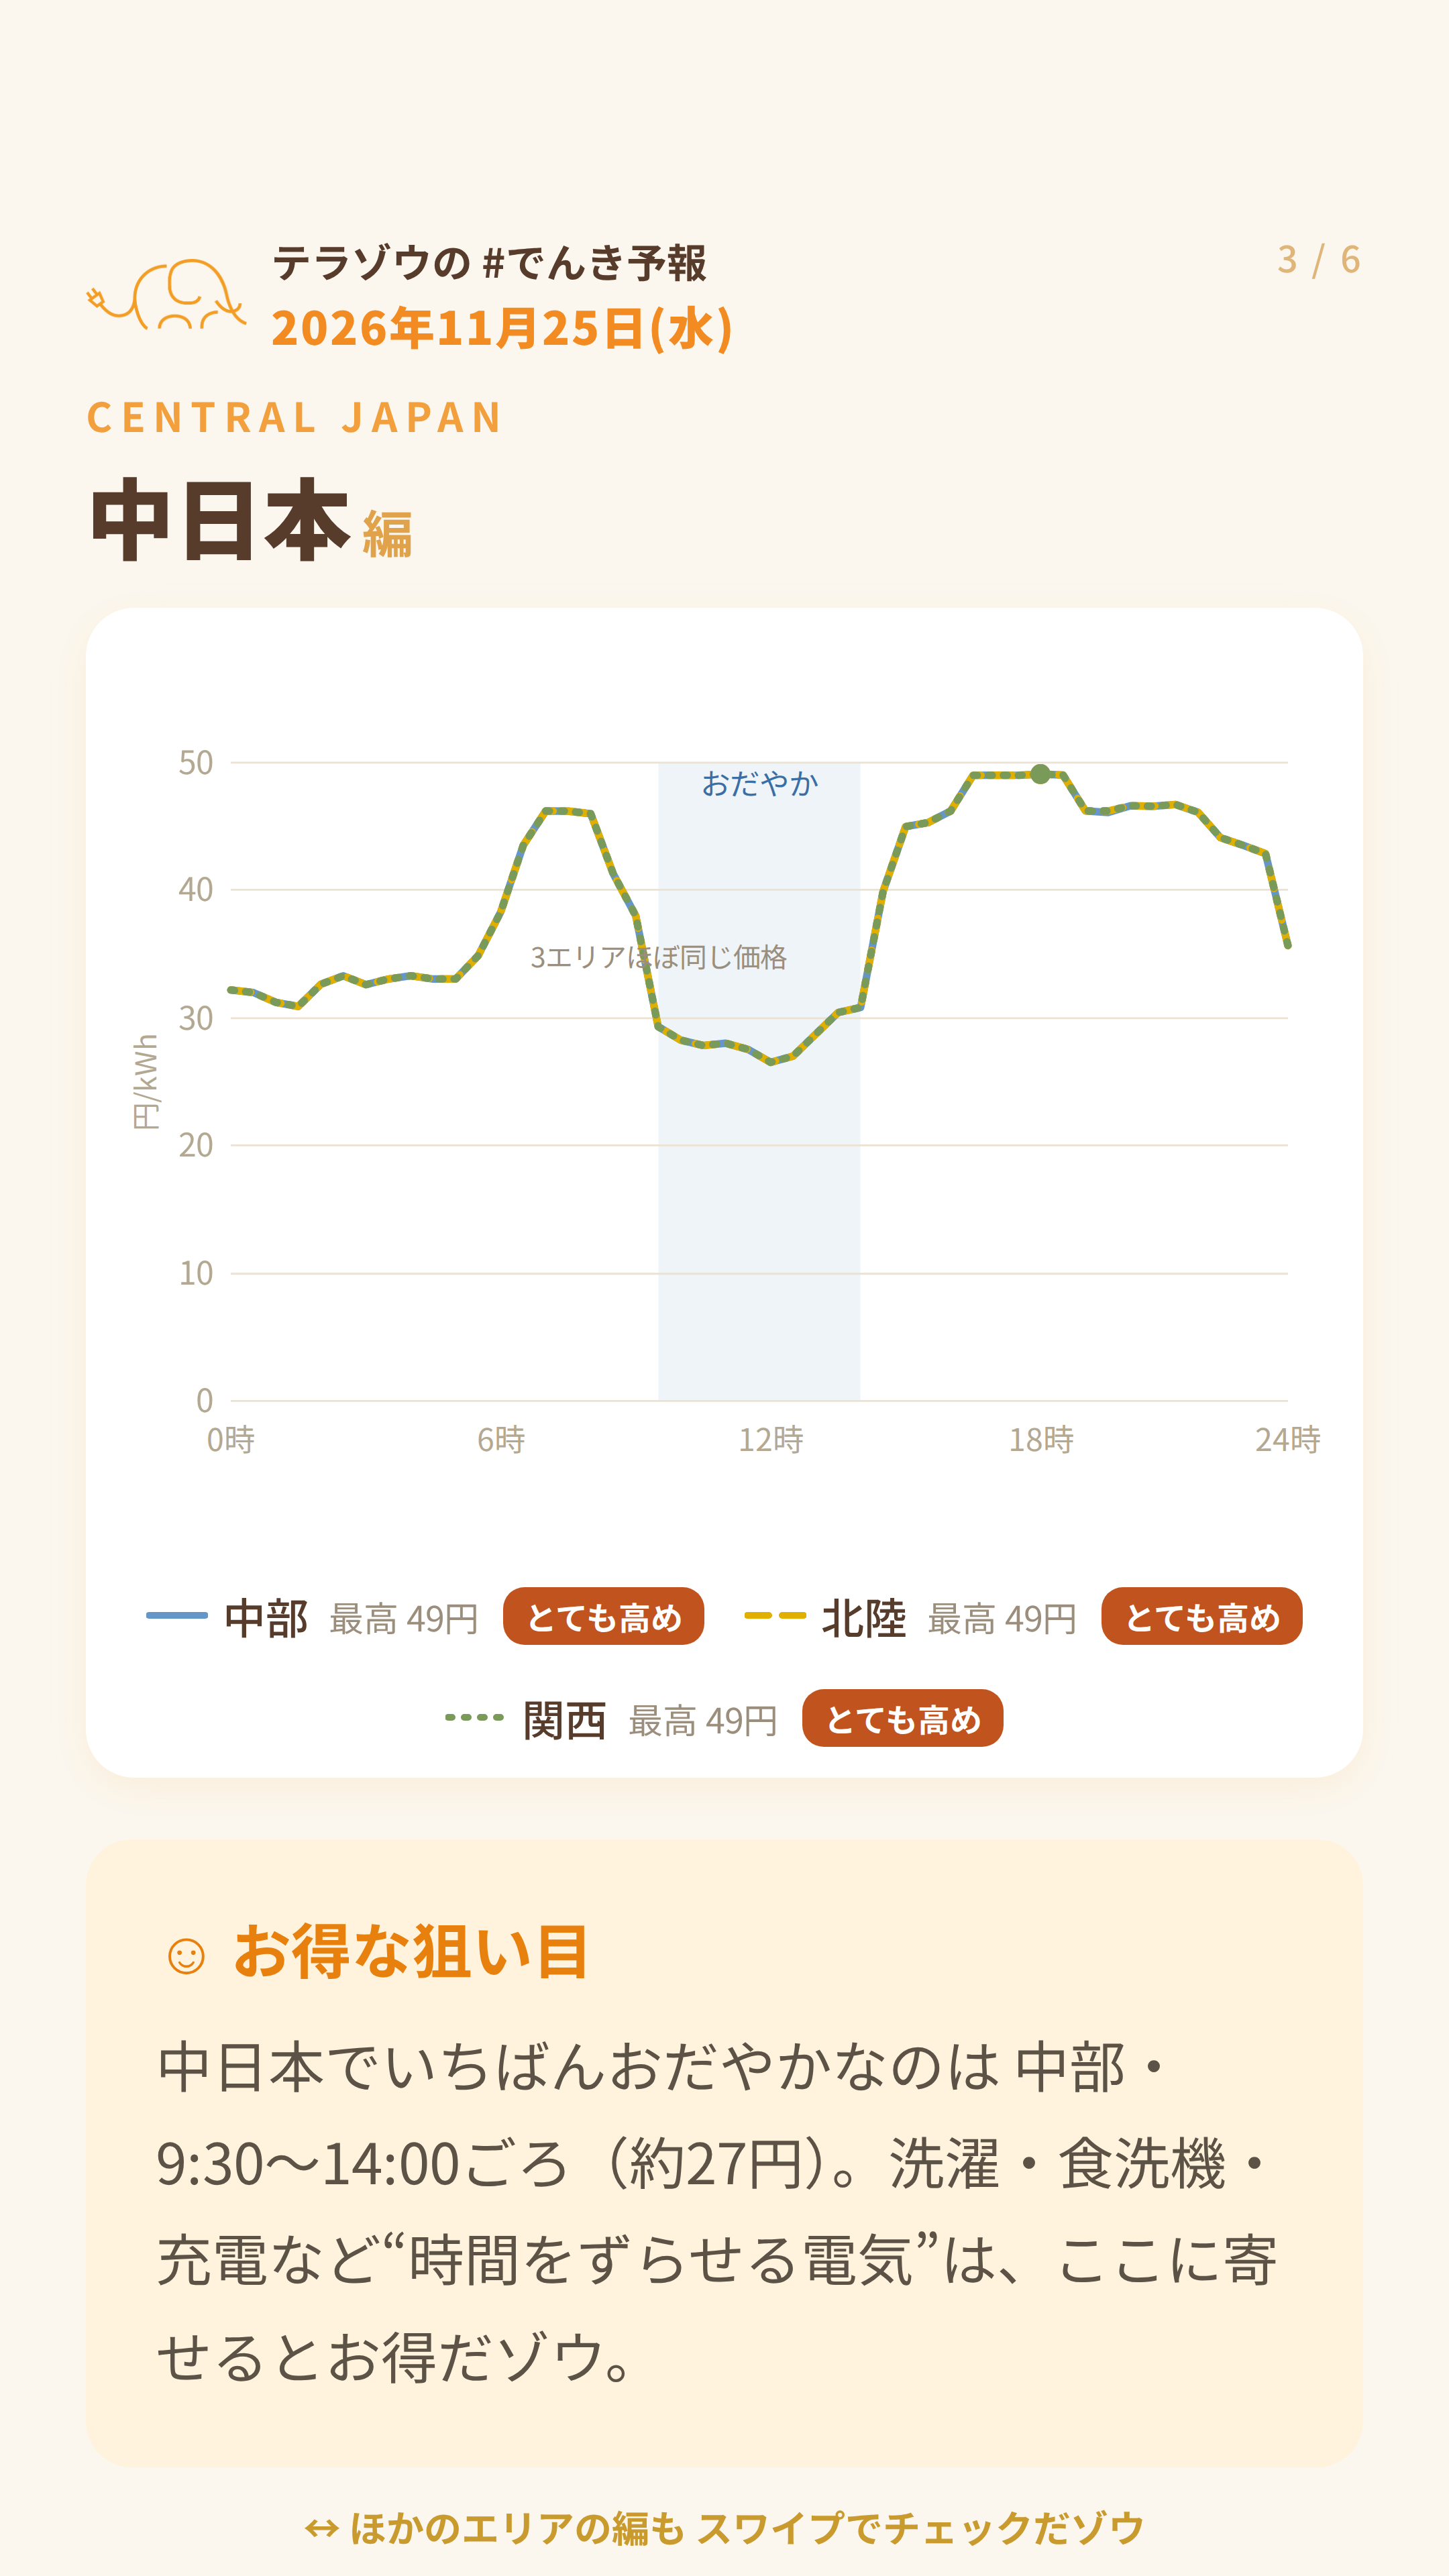 テラゾウの #でんき予報
2026年11月25日(水)
3 / 6
CENTRAL JAPAN
中日本 編
50
おだやか
40
3エリアほぼ同じ価格
30
円/kWh
20
10
0
0時 6時 12時 18時 24時
中部 最高 49円 とても高め 北陸 最高 49円 とても高め
関西 最高 49円 とても高め
☺ お得な狙い目
中日本でいちばんおだやかなのは 中部・
9:30〜14:00ごろ（約27円）。洗濯・食洗機・
充電など“時間をずらせる電気”は、ここに寄
せるとお得だゾウ。
↔ ほかのエリアの編も スワイプでチェックだゾウ